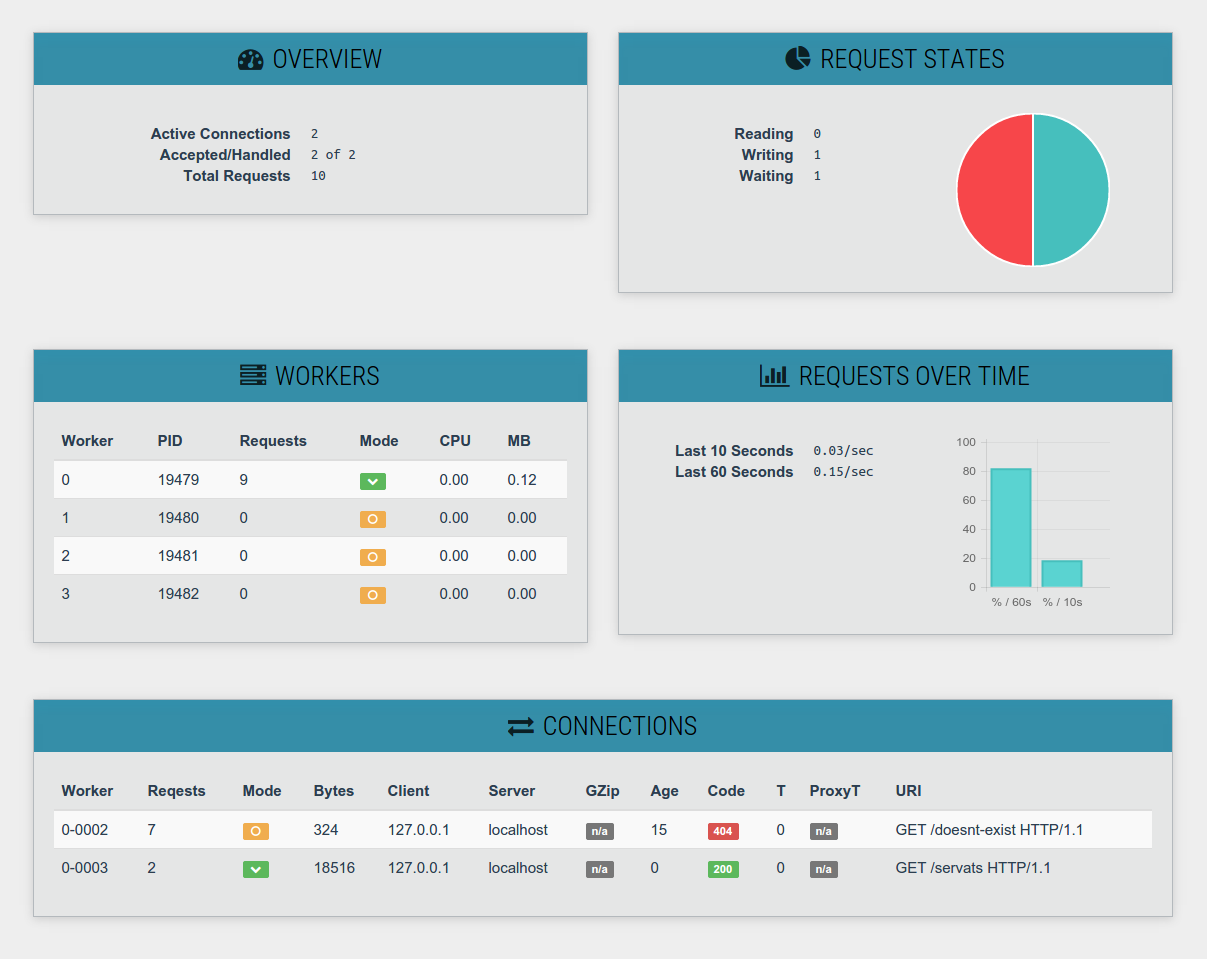 OVERVIEW
Active Connections 2
Accepted/Handled 2 of 2
Total Requests 10
REQUEST STATES
Reading 0
Writing 1
Waiting 1
WORKERS
Worker PID Requests Mode CPU MB
0 19479 9 0.00 0.12
1 19480 0 0.00 0.00
2 19481 0 0.00 0.00
3 19482 0 0.00 0.00
REQUESTS OVER TIME
Last 10 Seconds 0.03/sec
Last 60 Seconds 0.15/sec
100
80
60
40
20
0
% / 60s % / 10s
CONNECTIONS
Worker Reqests Mode Bytes Client Server GZip Age Code T ProxyT URI
0-0002 7 324 127.0.0.1 localhost n/a 15 404 0 n/a GET /doesnt-exist HTTP/1.1
0-0003 2 18516 127.0.0.1 localhost n/a 0 200 0 n/a GET /servats HTTP/1.1